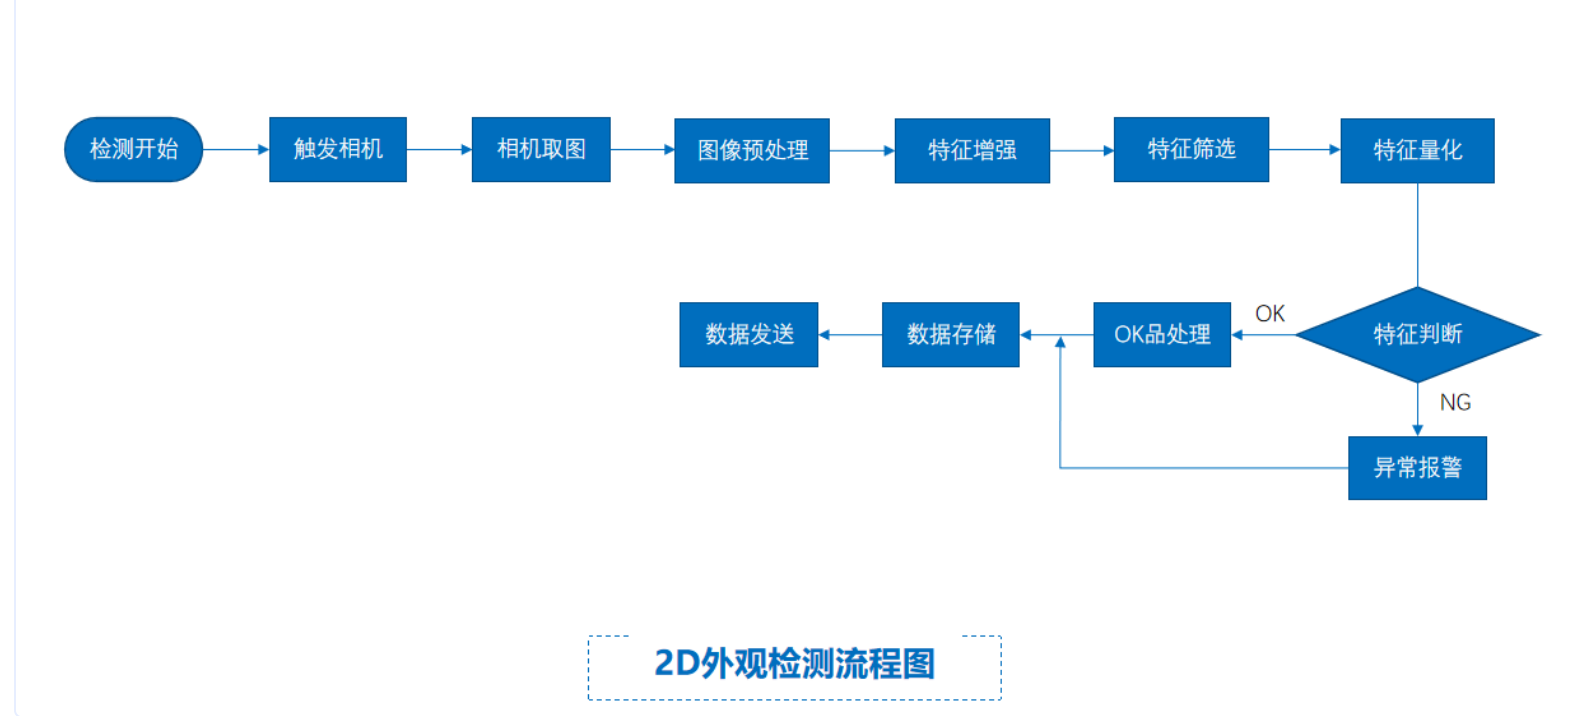 检测开始
触发相机
相机取图
图像预处理
特征增强
特征筛选
特征量化
特征判断
OK
OK品处理
数据存储
数据发送
NG
异常报警
2D外观检测流程图